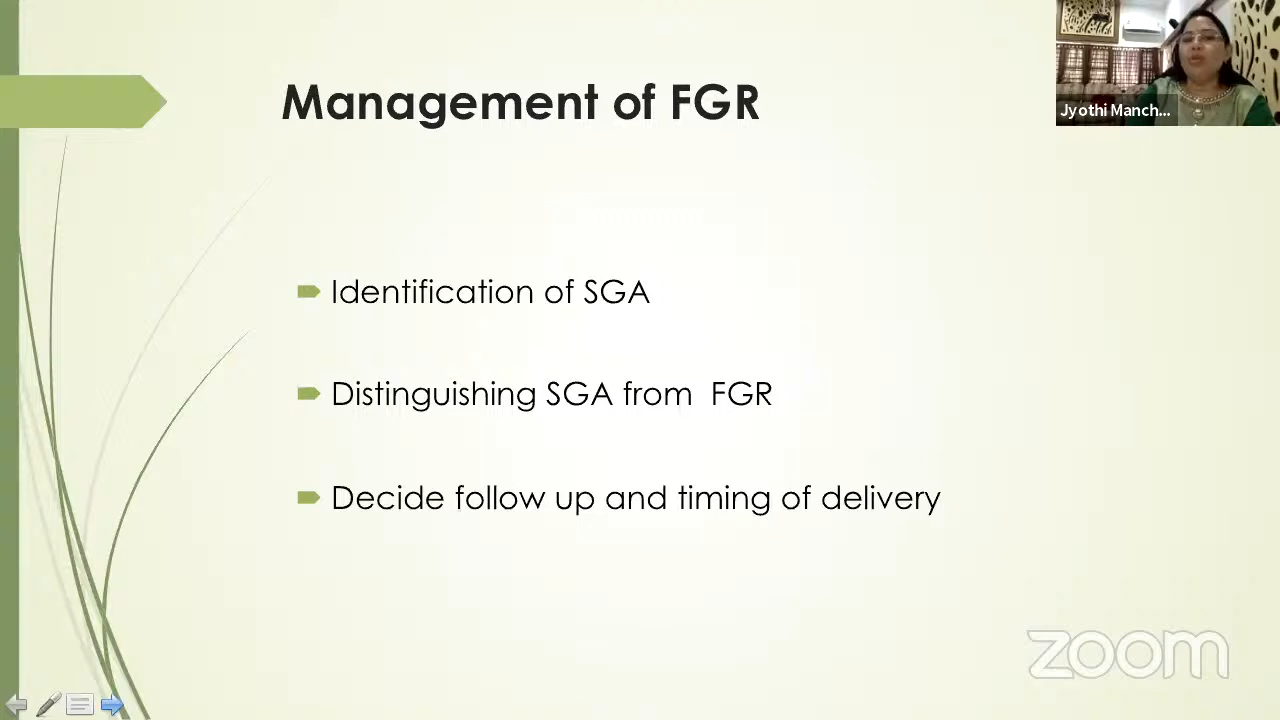 Management of FGR
Jyothi Manch...
Identification of SGA
Distinguishing SGA from FGR
Decide follow up and timing of delivery
zoom